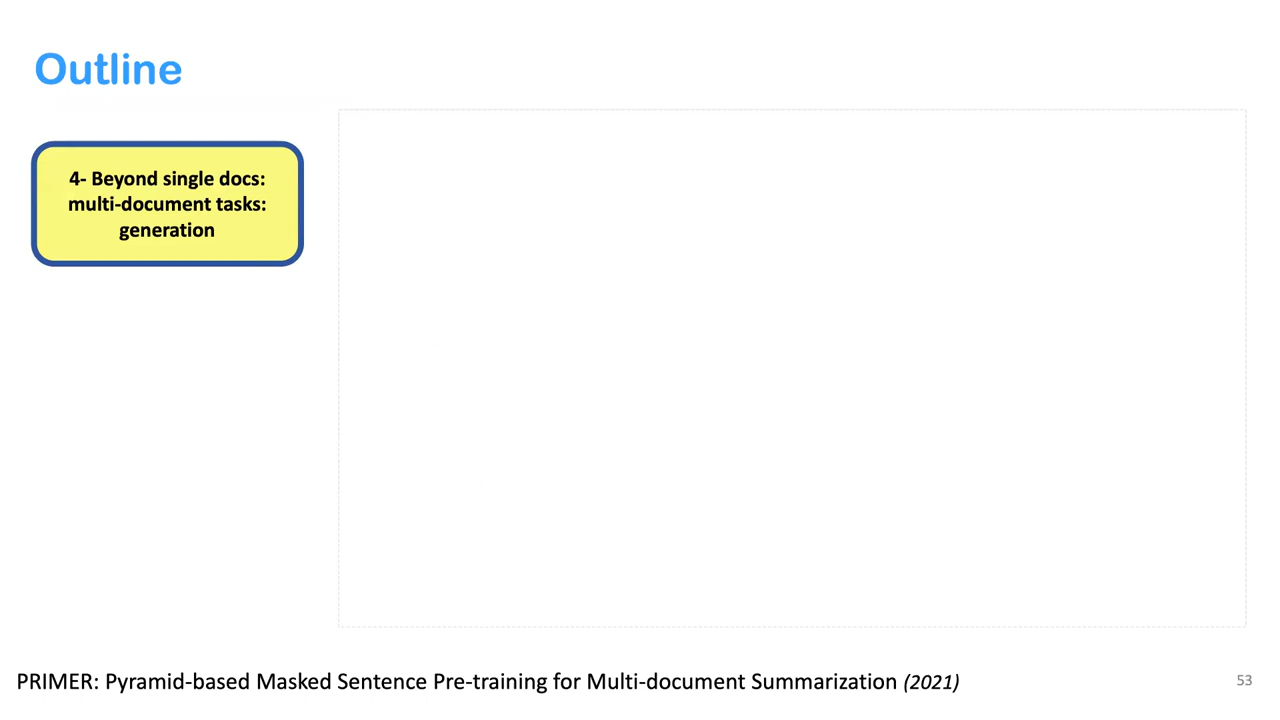 Outline
4- Beyond single docs:
multi-document tasks:
generation
PRIMER: Pyramid-based Masked Sentence Pre-training for Multi-document Summarization (2021)
53